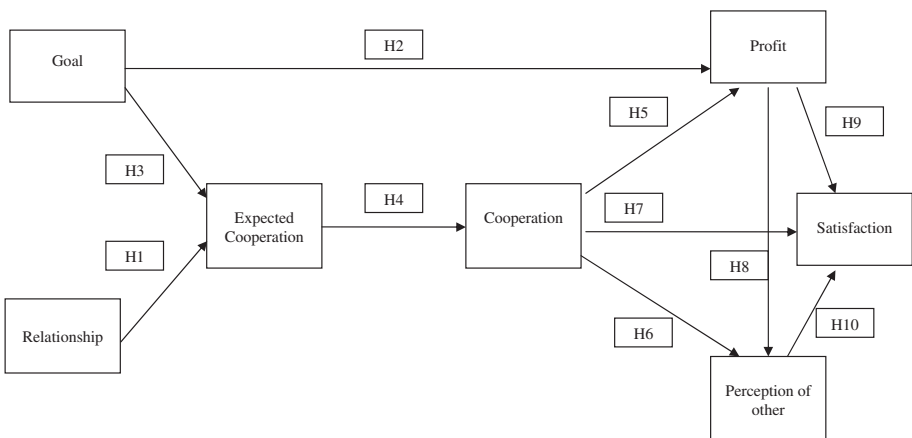 H2
Profit
Goal
H5
H9
H3
H4
Expected
Cooperation
Cooperation
H7
Satisfaction
H1
H8
Relationship
H6
H10
Perception of
other